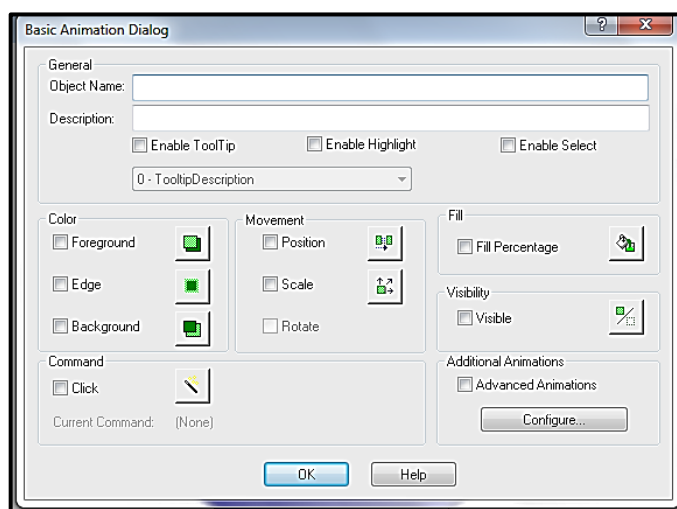 Basic Animation Dialog
General
Object Name:
Description:
Enable ToolTip Enable Highlight Enable Select
0 - TooltipDescription
Color
Foreground
Edge
Background
Movement
Position
Scale
Rotate
Fill
Fill Percentage
Visibility
Visible
Command
Click
Current Command: (None)
Additional Animations
Advanced Animations
Configure...
OK Help